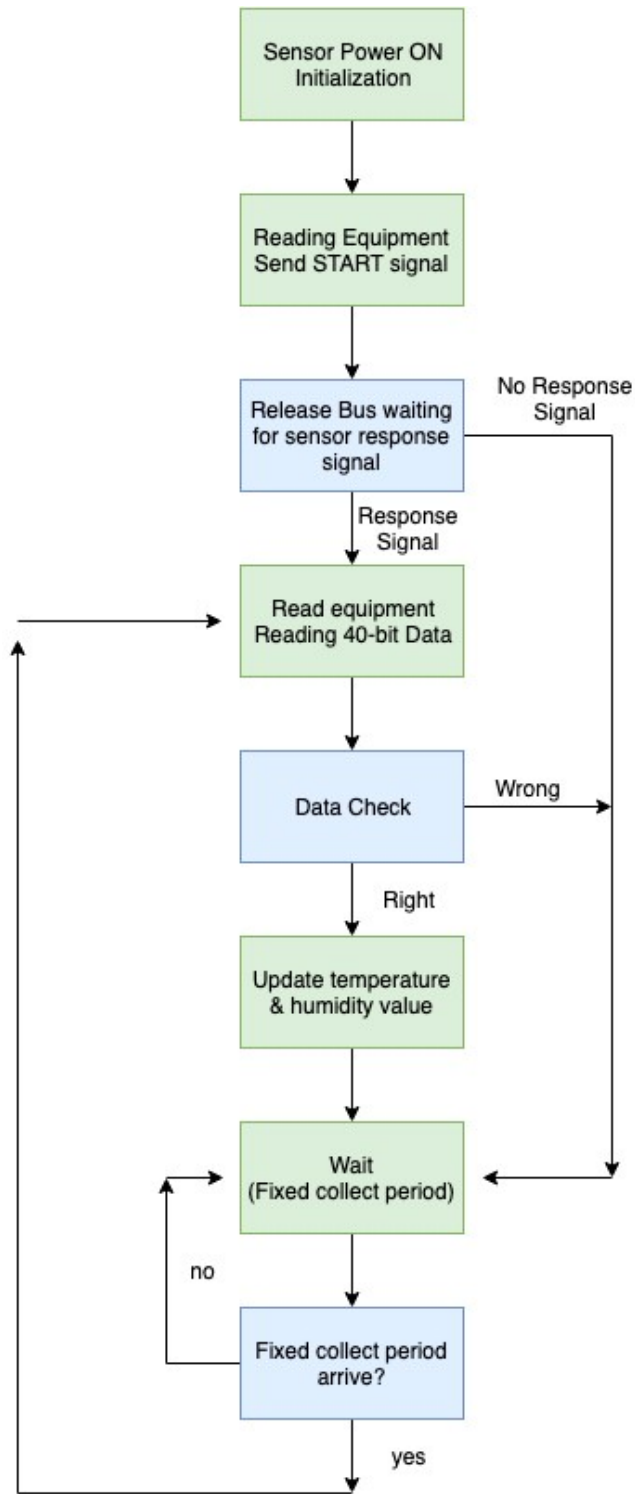 Sensor Power ON
Initialization
Reading Equipment
Send START signal
Release Bus waiting
for sensor response
signal
No Response
Signal
Response
Signal
Read equipment
Reading 40-bit Data
Data Check
Wrong
Right
Update temperature
& humidity value
Wait
(Fixed collect period)
no
Fixed collect period
arrive?
yes